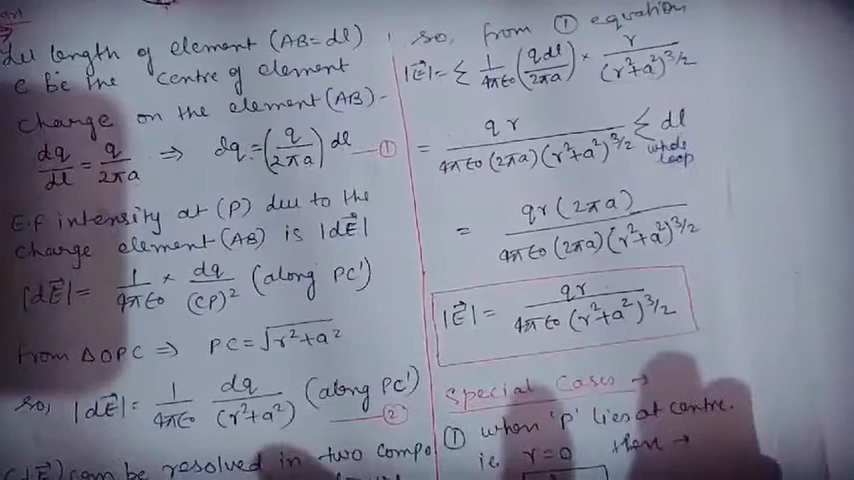 Let length of element (AB = dl)
C be the centre of element
charge on the element (AB) -
dq/dl = q/2πa ⇒ dq = (q/2πa) dl — ①
E.f intensity at (P) due to the
charge element (AB) is |dE⃗|
|dE⃗| = 1/4πϵ0 × dq/(CP)² (along PC')
from ΔOPC ⇒ PC = √r²+a²
so, |dE⃗| = 1/4πϵ0 dq/(r²+a²) (along PC') — ②
(dE⃗) can be resolved in two compo
so, from ① equation
|E⃗| = Σ 1/4πϵ0 (qdl/2πa) × r/(r²+a²)^3/2
= qr/4πϵ0 (2πa) (r²+a²)^3/2 Σ dl
whole
loop
= qr (2πa)/4πϵ0 (2πa) (r²+a²)^3/2
|E⃗| = qr/4πϵ0 (r²+a²)^3/2
Special Cases →
① when 'P' lies at centre.
ie r = 0 then →